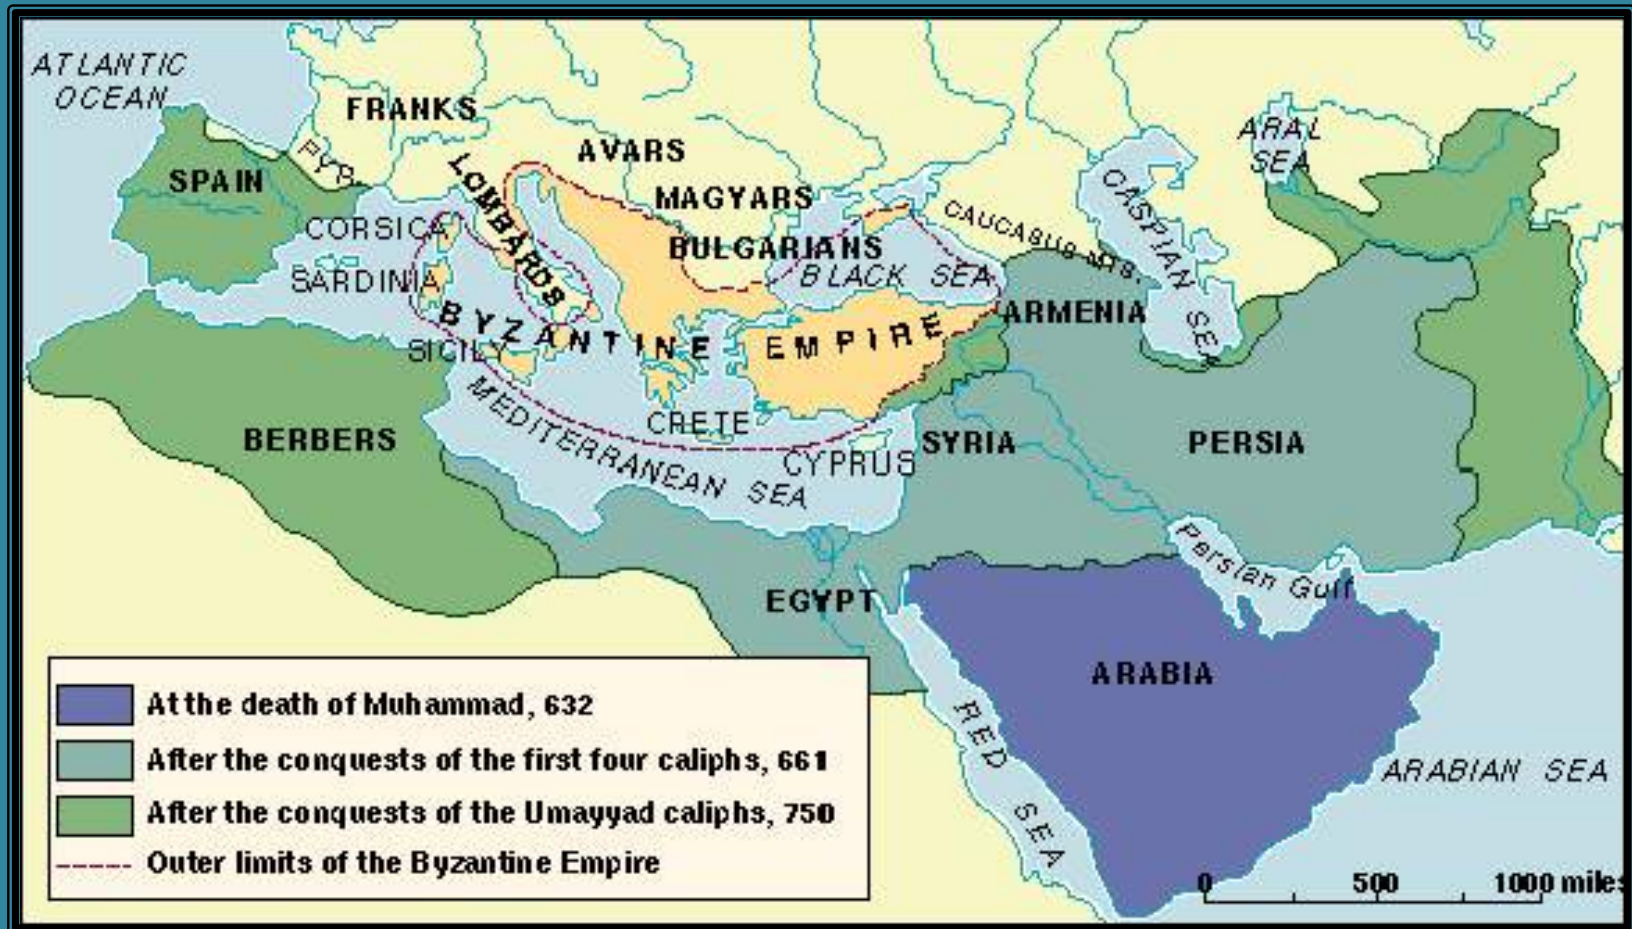 ATLANTIC
OCEAN
FRANKS
AVARS
ARAL
SEA
PYR.
SPAIN
LOMBARDS
MAGYARS
CASPIAN SEA
CORSICA
CAUCASUS MTS.
BULGARIANS
BLACK SEA
SARDINIA
BYZANTINE EMPIRE
ARMENIA
SICILY
MEDITERRANEAN SEA
CRETE
BERBERS
SYRIA
PERSIA
CYPRUS
Persian Gulf
EGYPT
ARABIA
RED SEA
ARABIAN SEA
At the death of Muhammad, 632
After the conquests of the first four caliphs, 661
After the conquests of the Umayyad caliphs, 750
Outer limits of the Byzantine Empire
0 500 1000 miles